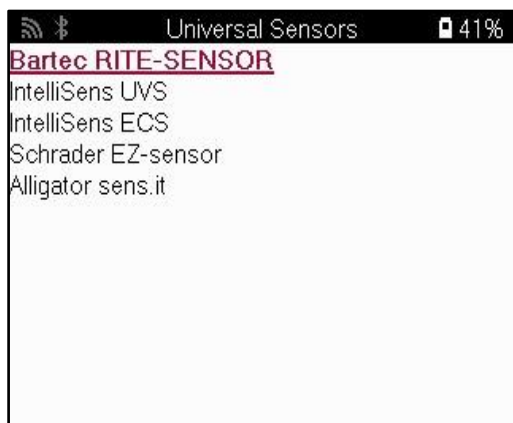 Universal Sensors 41%
Bartec RITE-SENSOR
IntelliSens UVS
IntelliSens ECS
Schrader EZ-sensor
Alligator sens.it